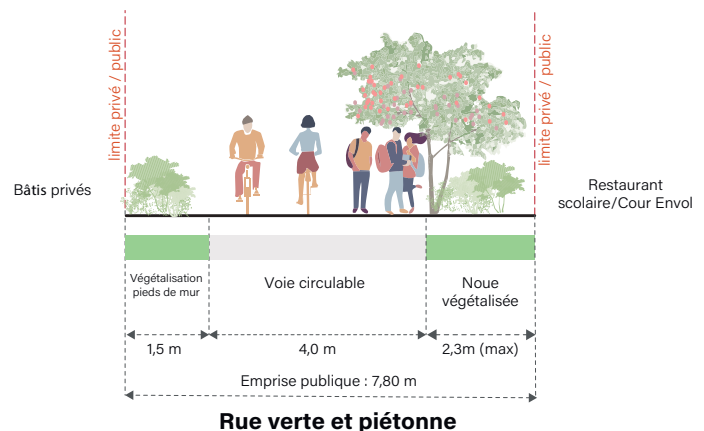 limite privé / public
limite privé / public
Bâtis privés
Restaurant
scolaire/Cour Envol
Végétalisation
pieds de mur
Voie circulable
Noue
végétalisée
1,5 m
4,0 m
2,3m (max)
Emprise publique : 7,80 m
Rue verte et piétonne